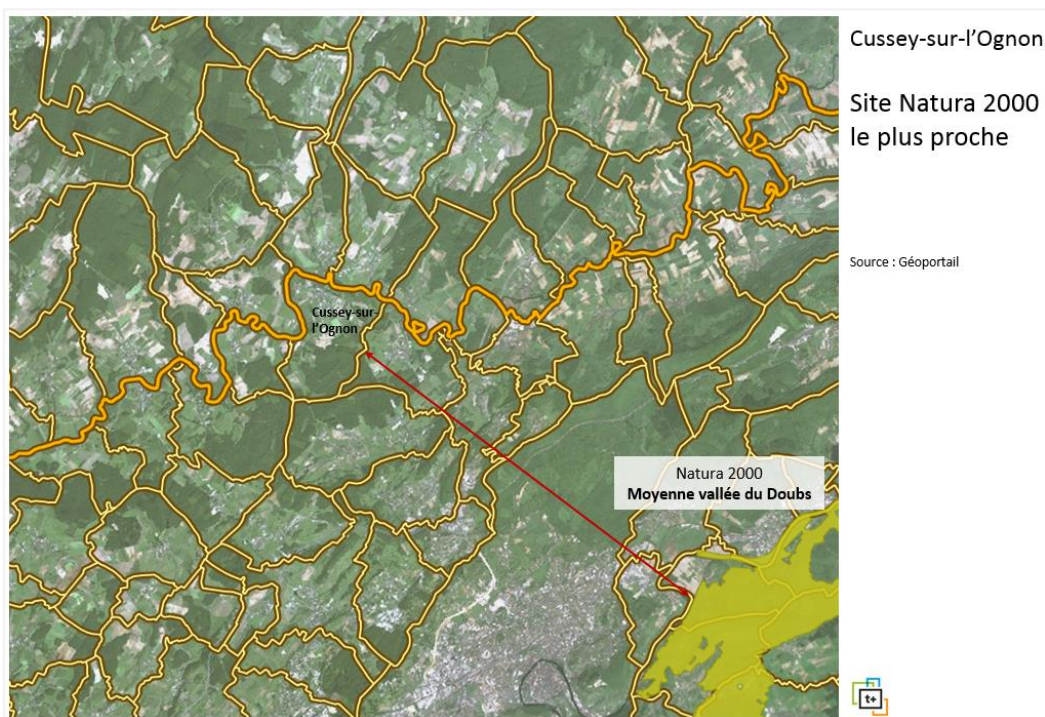 Cussey-sur-l'Ognon
Site Natura 2000
le plus proche
Source : Géoportail
Cussey-sur-
l'Ognon
Natura 2000
Moyenne vallée du Doubs
t+